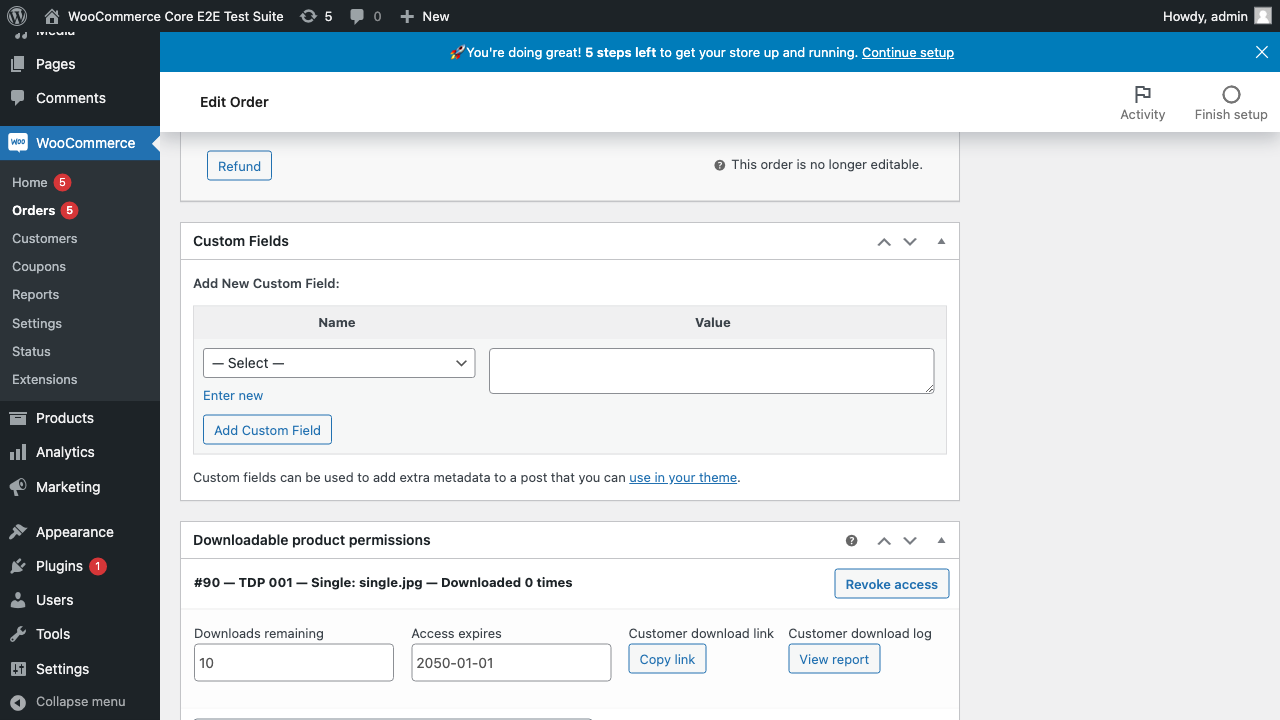 WooCommerce Core E2E Test Suite
5
0
New
Howdy, admin
Media
Pages
Comments
WooCommerce
Home 5
Orders 5
Customers
Coupons
Reports
Settings
Status
Extensions
Products
Analytics
Marketing
Appearance
Plugins 1
Users
Tools
Settings
Collapse menu
🚀You're doing great! 5 steps left to get your store up and running. Continue setup
Edit Order
Activity
Finish setup
Refund
This order is no longer editable.
Custom Fields
Add New Custom Field:
Name
Value
— Select —
Enter new
Add Custom Field
Custom fields can be used to add extra metadata to a post that you can use in your theme.
Downloadable product permissions
#90 — TDP 001 — Single: single.jpg — Downloaded 0 times
Revoke access
Downloads remaining
Access expires
Customer download link
Customer download log
10
2050-01-01
Copy link
View report